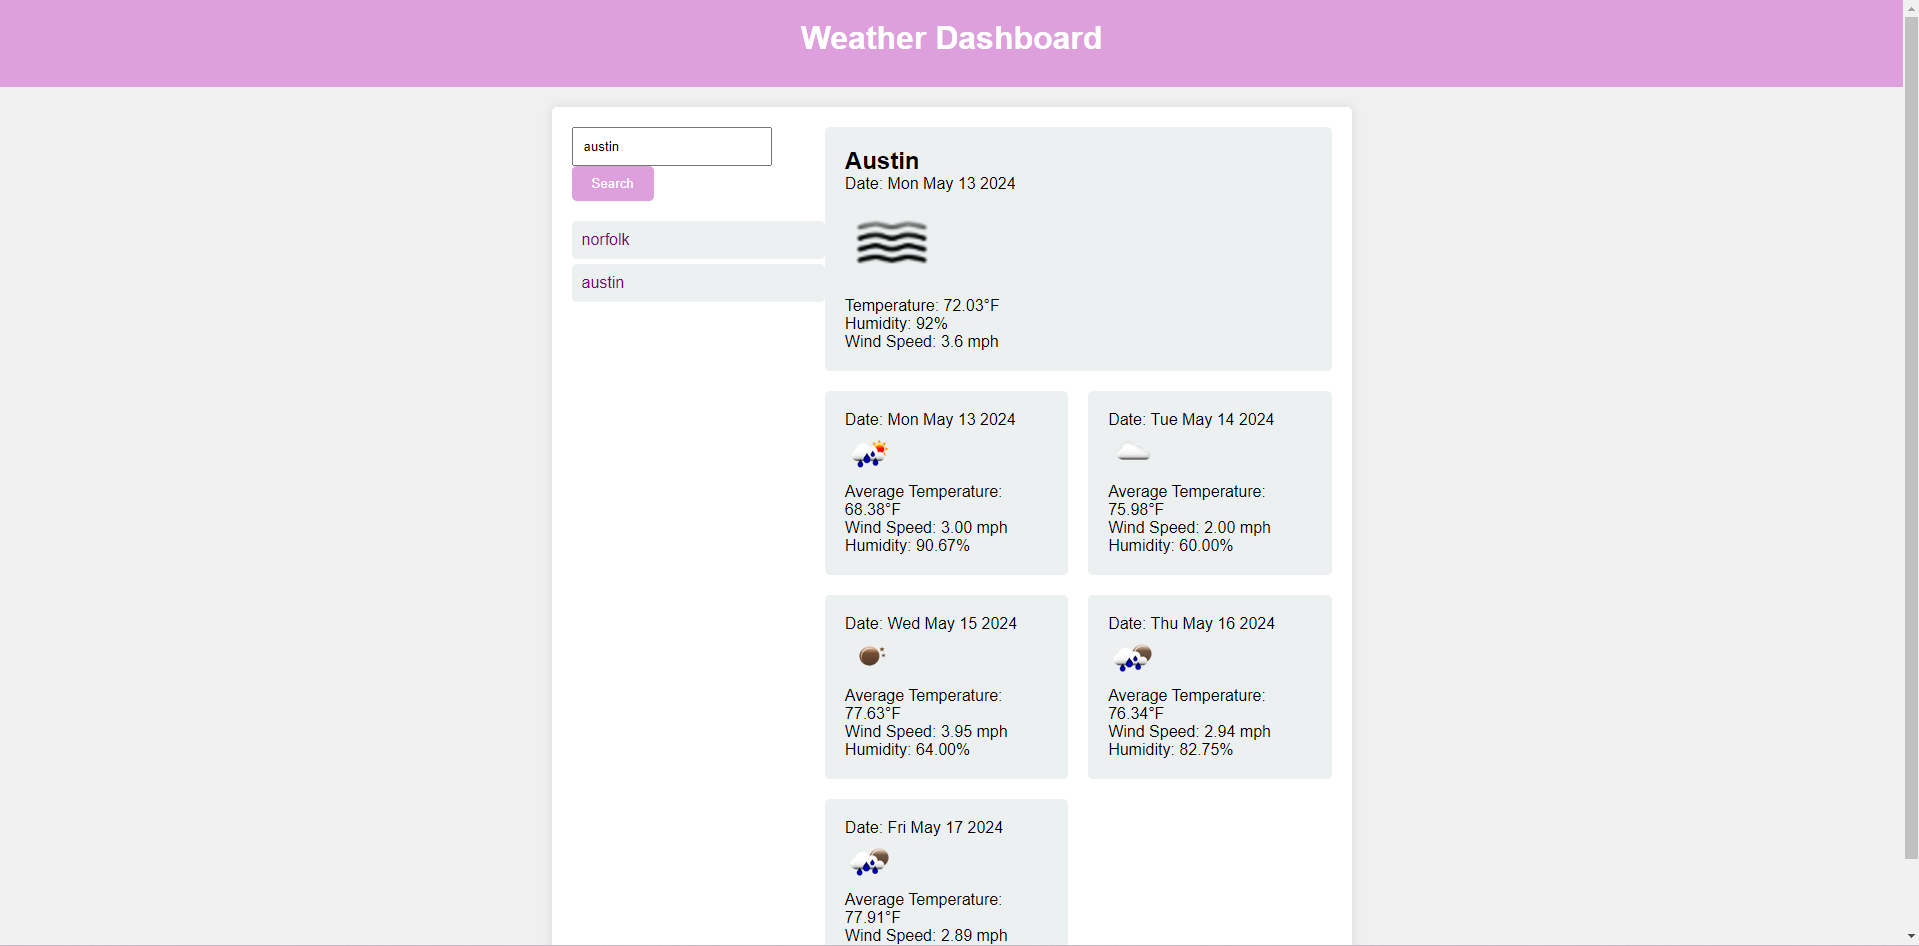 Weather Dashboard
austin
Search
norfolk
austin
Austin
Date: Mon May 13 2024
Temperature: 72.03°F
Humidity: 92%
Wind Speed: 3.6 mph
Date: Mon May 13 2024
Average Temperature:
68.38°F
Wind Speed: 3.00 mph
Humidity: 90.67%
Date: Tue May 14 2024
Average Temperature:
75.98°F
Wind Speed: 2.00 mph
Humidity: 60.00%
Date: Wed May 15 2024
Average Temperature:
77.63°F
Wind Speed: 3.95 mph
Humidity: 64.00%
Date: Thu May 16 2024
Average Temperature:
76.34°F
Wind Speed: 2.94 mph
Humidity: 82.75%
Date: Fri May 17 2024
Average Temperature:
77.91°F
Wind Speed: 2.89 mph